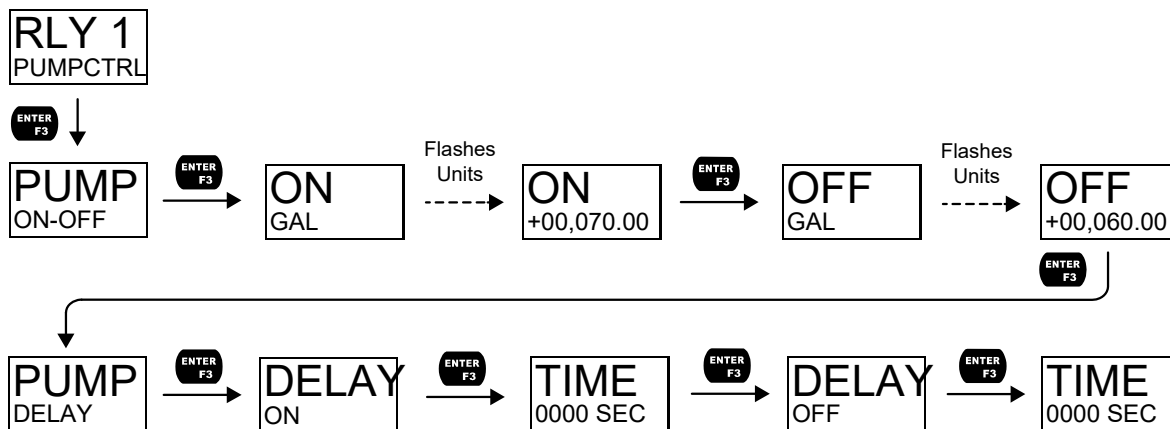 RLY 1
PUMPCTRL
ENTER
F3
PUMP
ON-OFF
ENTER
F3
ON
GAL
Flashes
Units
ON
+00,070.00
ENTER
F3
OFF
GAL
Flashes
Units
OFF
+00,060.00
ENTER
F3
PUMP
DELAY
ENTER
F3
DELAY
ON
ENTER
F3
TIME
0000 SEC
ENTER
F3
DELAY
OFF
ENTER
F3
TIME
0000 SEC